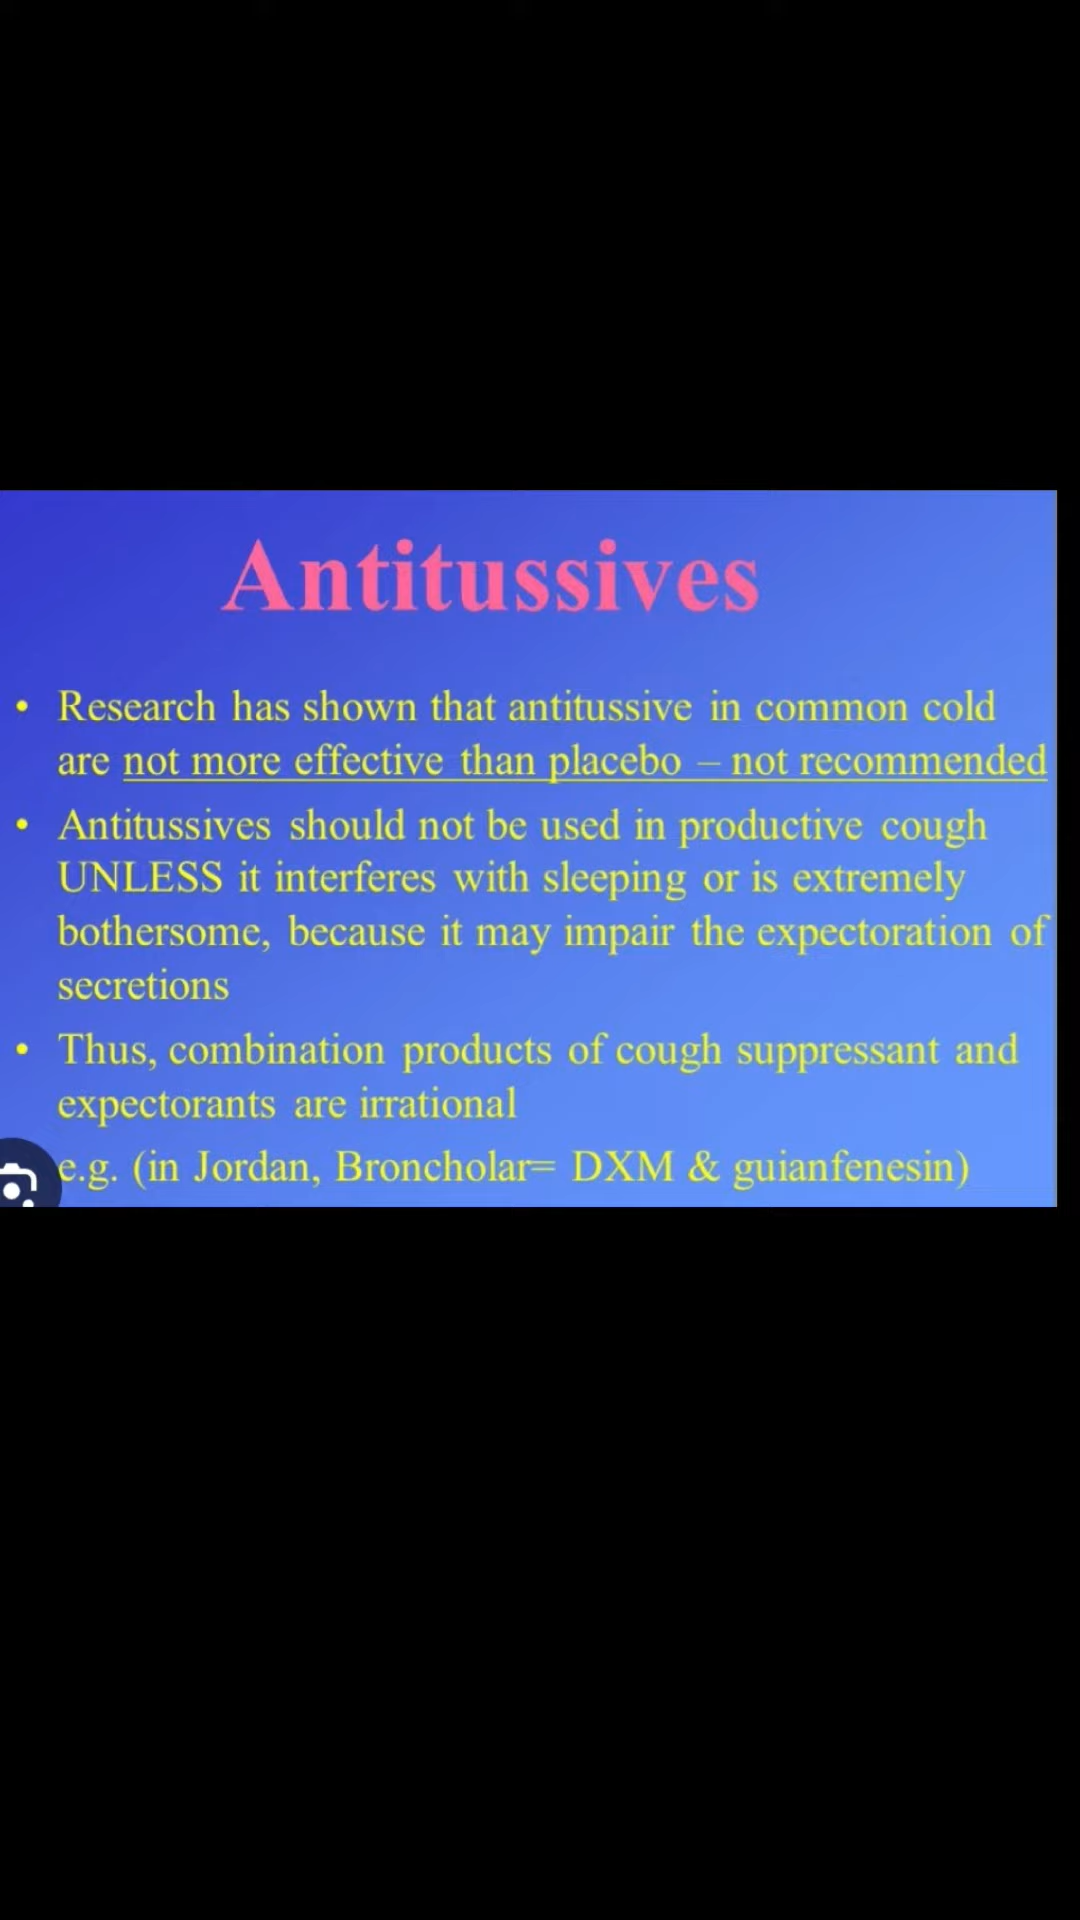 Antitussives
• Research has shown that antitussive in common cold
are not more effective than placebo – not recommended
• Antitussives should not be used in productive cough
UNLESS it interferes with sleeping or is extremely
bothersome, because it may impair the expectoration of
secretions
• Thus, combination products of cough suppressant and
expectorants are irrational
e.g. (in Jordan, Broncholar= DXM & guianfenesin)